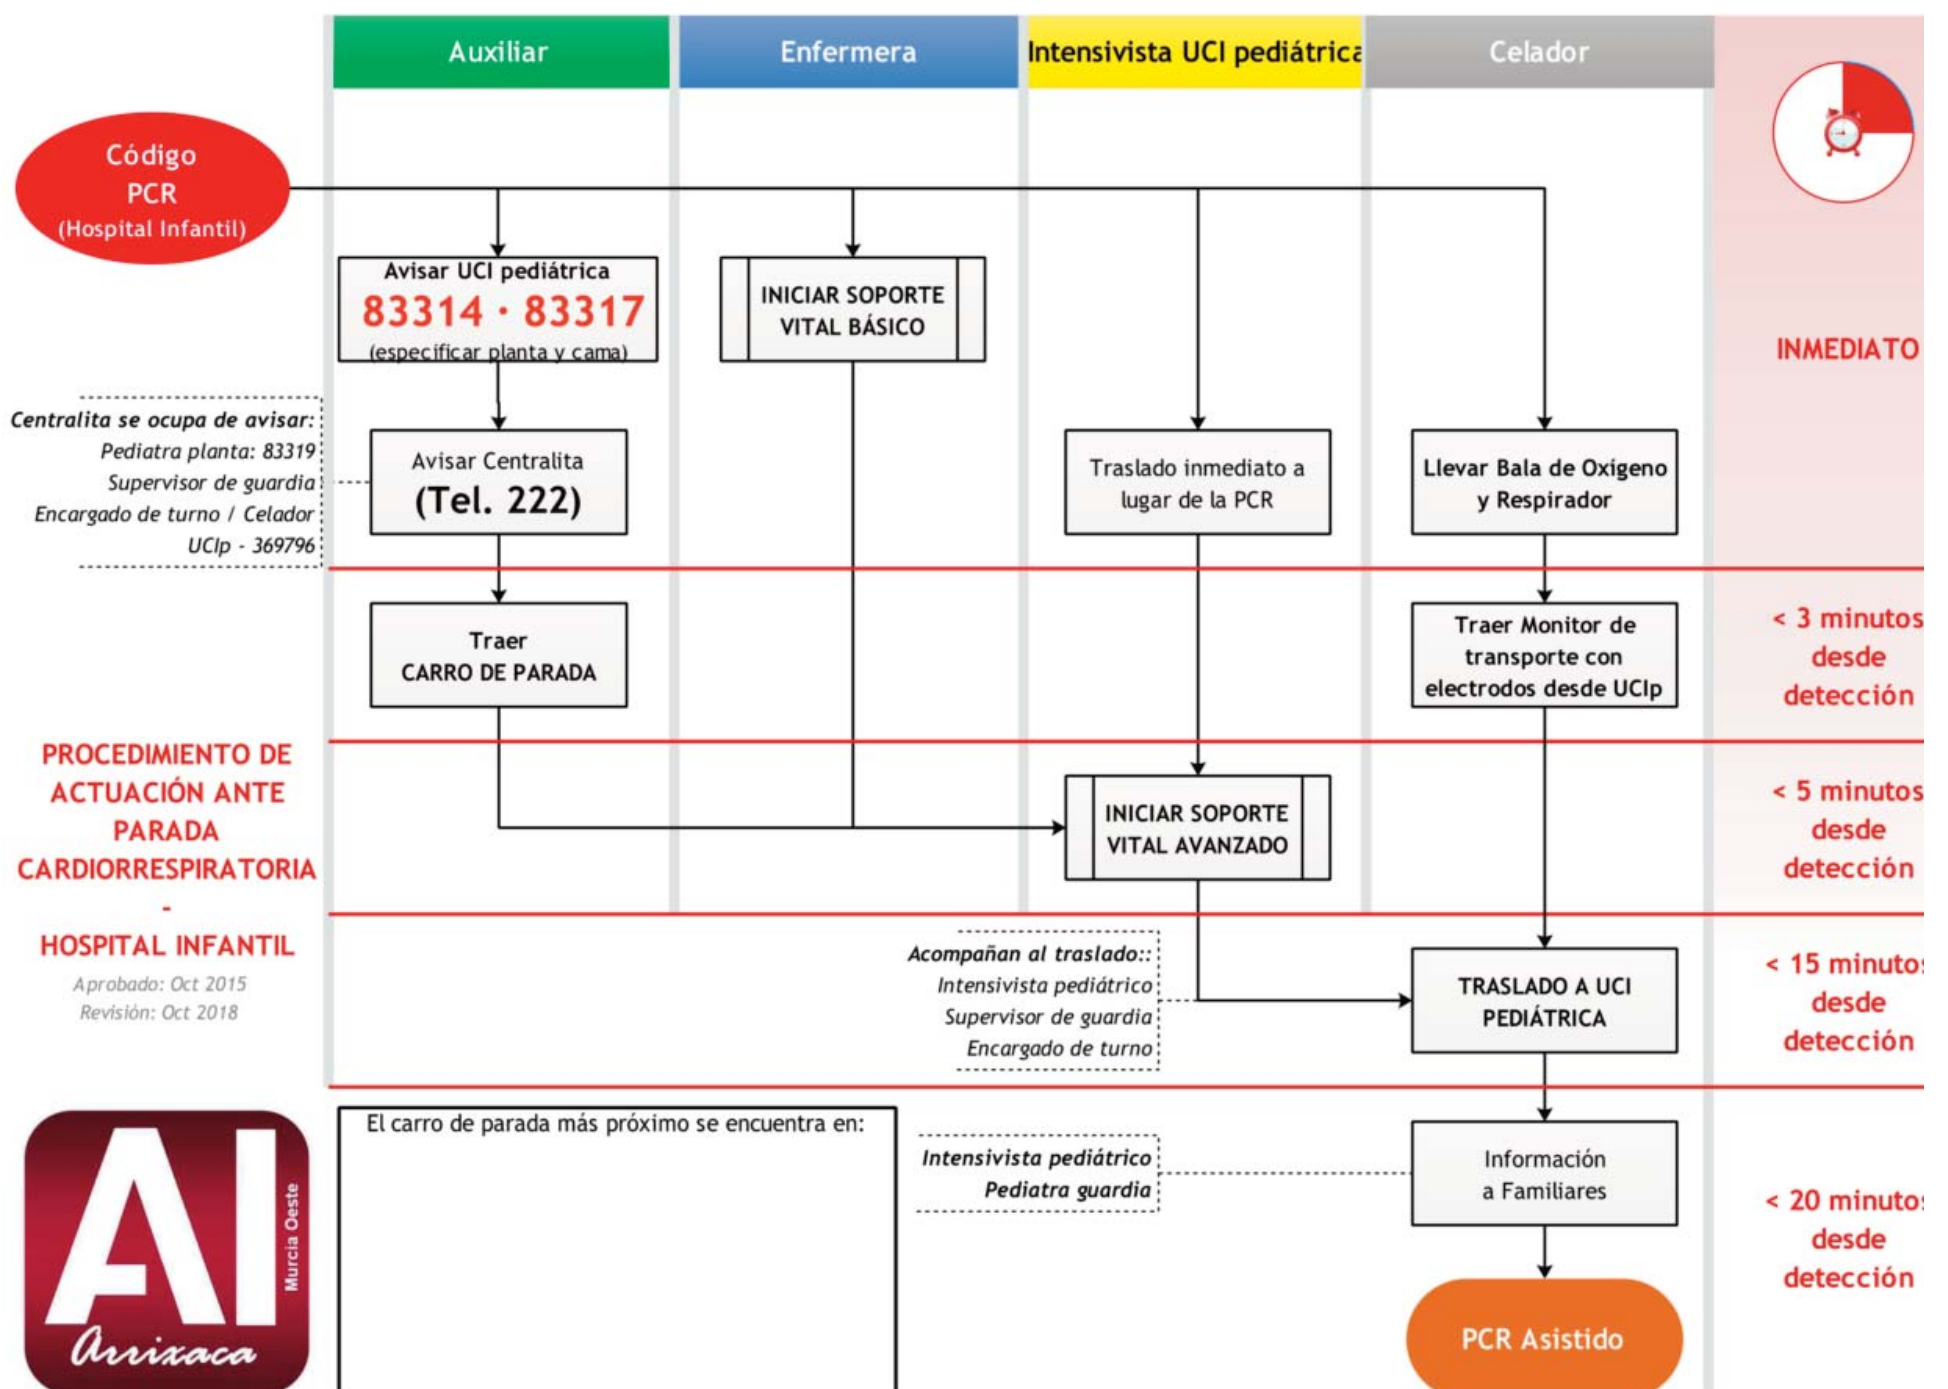 Auxiliar
Enfermera
Intensivista UCI pediátrica
Celador
Código
PCR
(Hospital Infantil)
Avisar UCI pediátrica
83314 · 83317
(específicar planta y cama)
INICIAR SOPORTE
VITAL BÁSICO
INMEDIATO
Centralita se ocupa de avisar:
Pediatra planta: 83319
Supervisor de guardia
Encargado de turno / Celador
UCIp - 369796
Avisar Centralita
(Tel. 222)
Traslado inmediato a
lugar de la PCR
Llevar Bala de Oxígeno
y Respirador
Traer
CARRO DE PARADA
Traer Monitor de
transporte con
electrodos desde UCIp
< 3 minutos
desde
detección
PROCEDIMIENTO DE
ACTUACIÓN ANTE
PARADA
CARDIORRESPIRATORIA
-
HOSPITAL INFANTIL
Aprobado: Oct 2015
Revisión: Oct 2018
INICIAR SOPORTE
VITAL AVANZADO
< 5 minutos
desde
detección
Acompañan al traslado::
Intensivista pediátrico
Supervisor de guardia
Encargado de turno
TRASLADO A UCI
PEDIÁTRICA
< 15 minutos
desde
detección
El carro de parada más próximo se encuentra en:
Intensivista pediátrico
Pediatra guardia
Información
a Familiares
< 20 minutos
desde
detección
PCR Asistido
AI
Murcia Oeste
Arrixaca